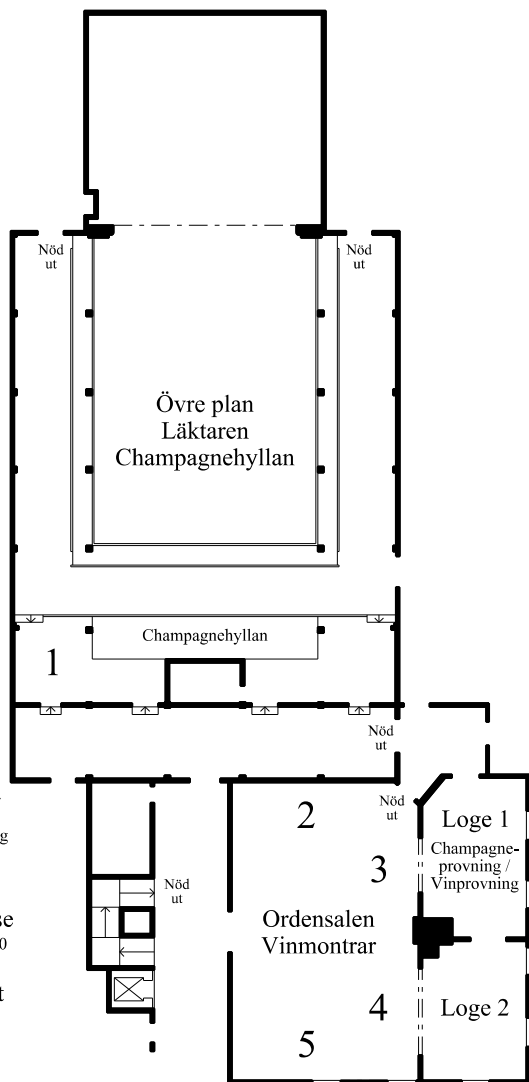 Nöd
ut
Nöd
ut
Övre plan
Läktaren
Champagnehyllan
Champagnehyllan
1
Nöd
ut
Nöd
ut
2
Loge 1
Champagne-
provning /
Vinprovning
3
Nöd
ut
Ordensalen
Vinmontrar
4
Loge 2
5